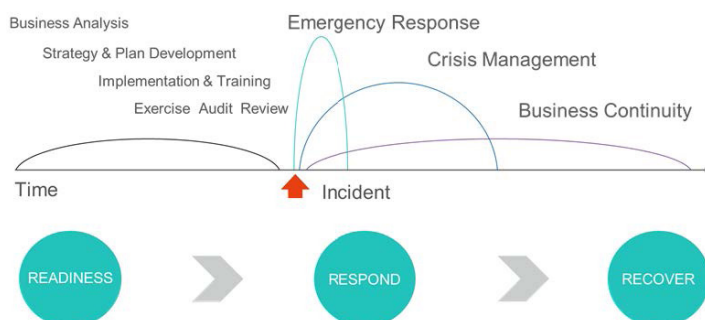 Business Analysis
Emergency Response
Strategy & Plan Development
Crisis Management
Implementation & Training
Exercise Audit Review
Business Continuity
Time
Incident
READINESS
RESPOND
RECOVER